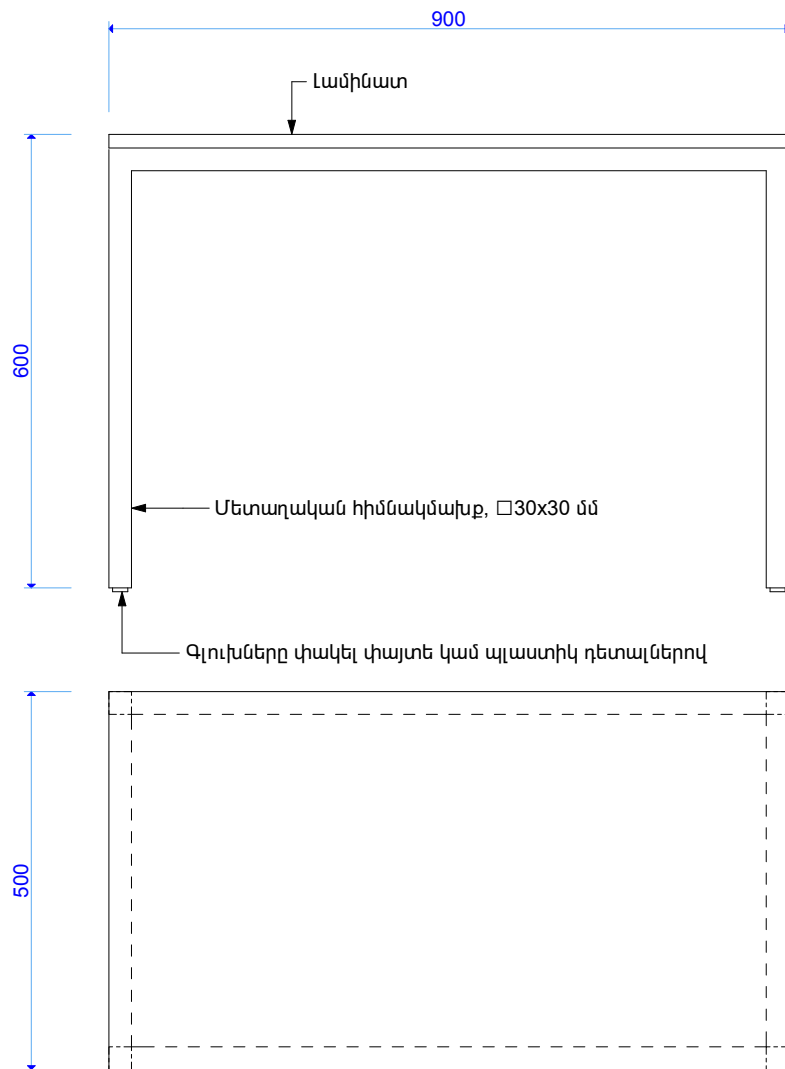 900
Լամինատ
600
Մետաղական հիմնակմախք, □30x30 մմ
Գլուխները փակել փայտե կամ պլաստիկ դետալներով
500